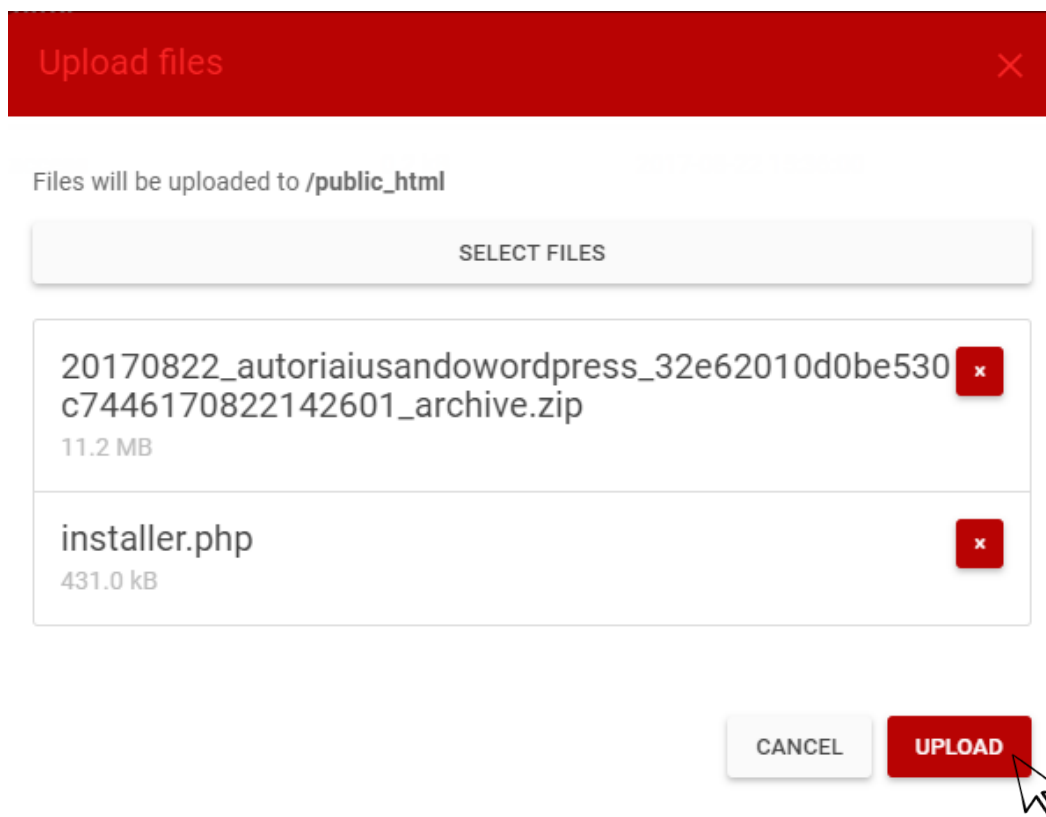 Upload files
Files will be uploaded to /public_html
SELECT FILES
20170822_autoriaiusandowordpress_32e62010d0be530
c7446170822142601_archive.zip
x
11.2 MB
installer.php
x
431.0 kB
CANCEL
UPLOAD